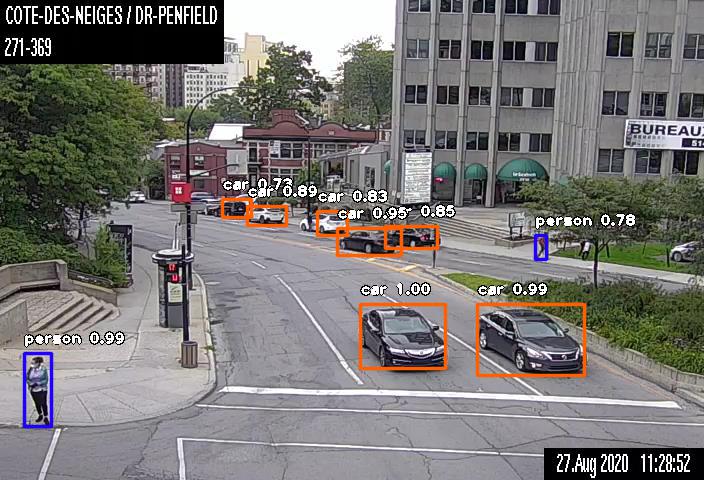 COTE-DES-NEIGES / DR-PENFIELD
271-369
car 0.73
car 0.89
car 0.83
car 0.95
0.85
BUREAUX
514
person 0.78
car 1.00
car 0.99
person 0.99
27.Aug 2020 11:28:52